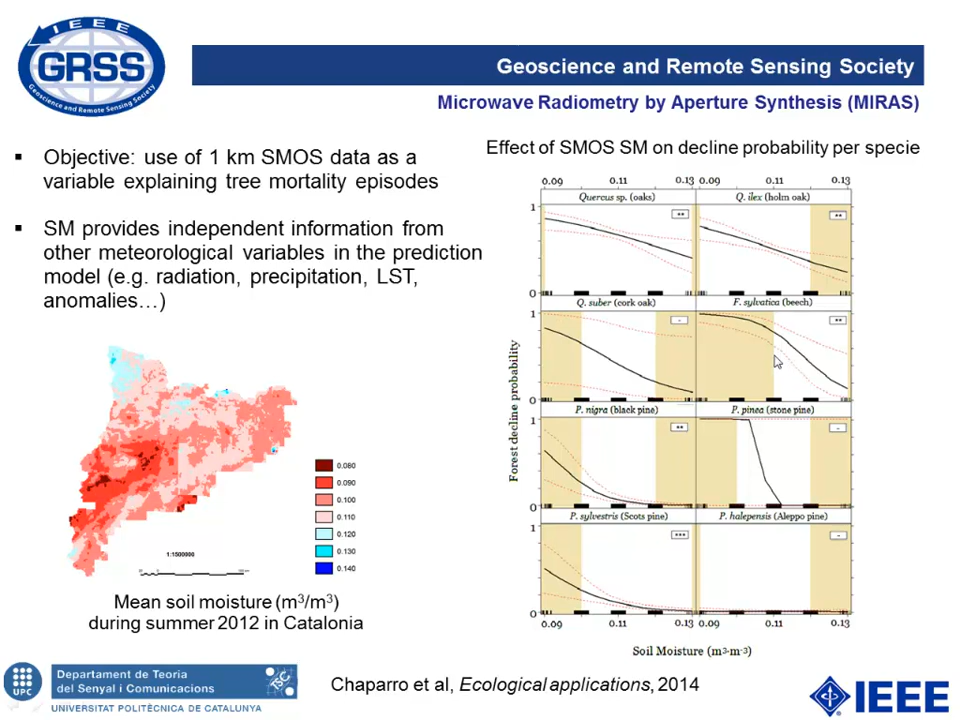 IEEE
GRSS
Geoscience and Remote Sensing Society
Geoscience and Remote Sensing Society
Microwave Radiometry by Aperture Synthesis (MIRAS)
▪ Objective: use of 1 km SMOS data as a
variable explaining tree mortality episodes
▪ SM provides independent information from
other meteorological variables in the prediction
model (e.g. radiation, precipitation, LST,
anomalies…)
0.080
0.090
0.100
0.110
0.120
0.130
0.140
1:1500000
Mean soil moisture (m³/m³)
during summer 2012 in Catalonia
Effect of SMOS SM on decline probability per specie
0.09 0.11 0.13 0.09 0.11 0.13
Quercus sp. (oaks) Q. ilex (holm oak)
1 ** **
0
Q. suber (cork oak) F. sylvatica (beech)
1 - **
0
P. nigra (black pine) P. pinea (stone pine)
1 ** -
0
P. sylvestris (Scots pine) P. halepensis (Aleppo pine)
1 *** -
0
0.09 0.11 0.13 0.09 0.11 0.13
Forest decline probability
Soil Moisture (m³·m⁻³)
UPC
Departament de Teoria
del Senyal i Comunicacions
TSC
UNIVERSITAT POLITÈCNICA DE CATALUNYA
Chaparro et al, Ecological applications, 2014
IEEE